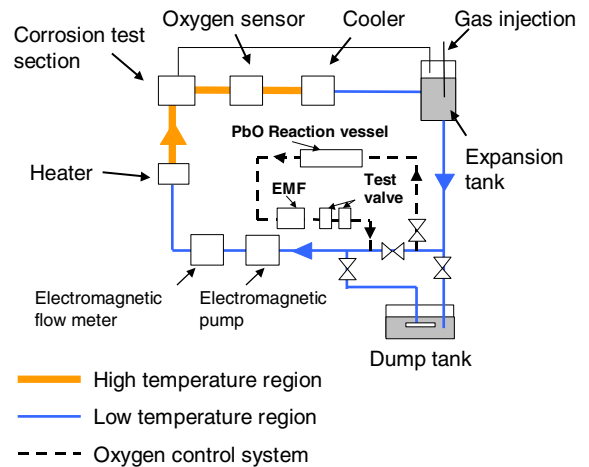 Oxygen sensor
Cooler
Gas injection
Corrosion test
section
PbO Reaction vessel
Expansion
tank
Heater
EMF
Test
valve
Electromagnetic
flow meter
Electromagnetic
pump
Dump tank
High temperature region
Low temperature region
Oxygen control system